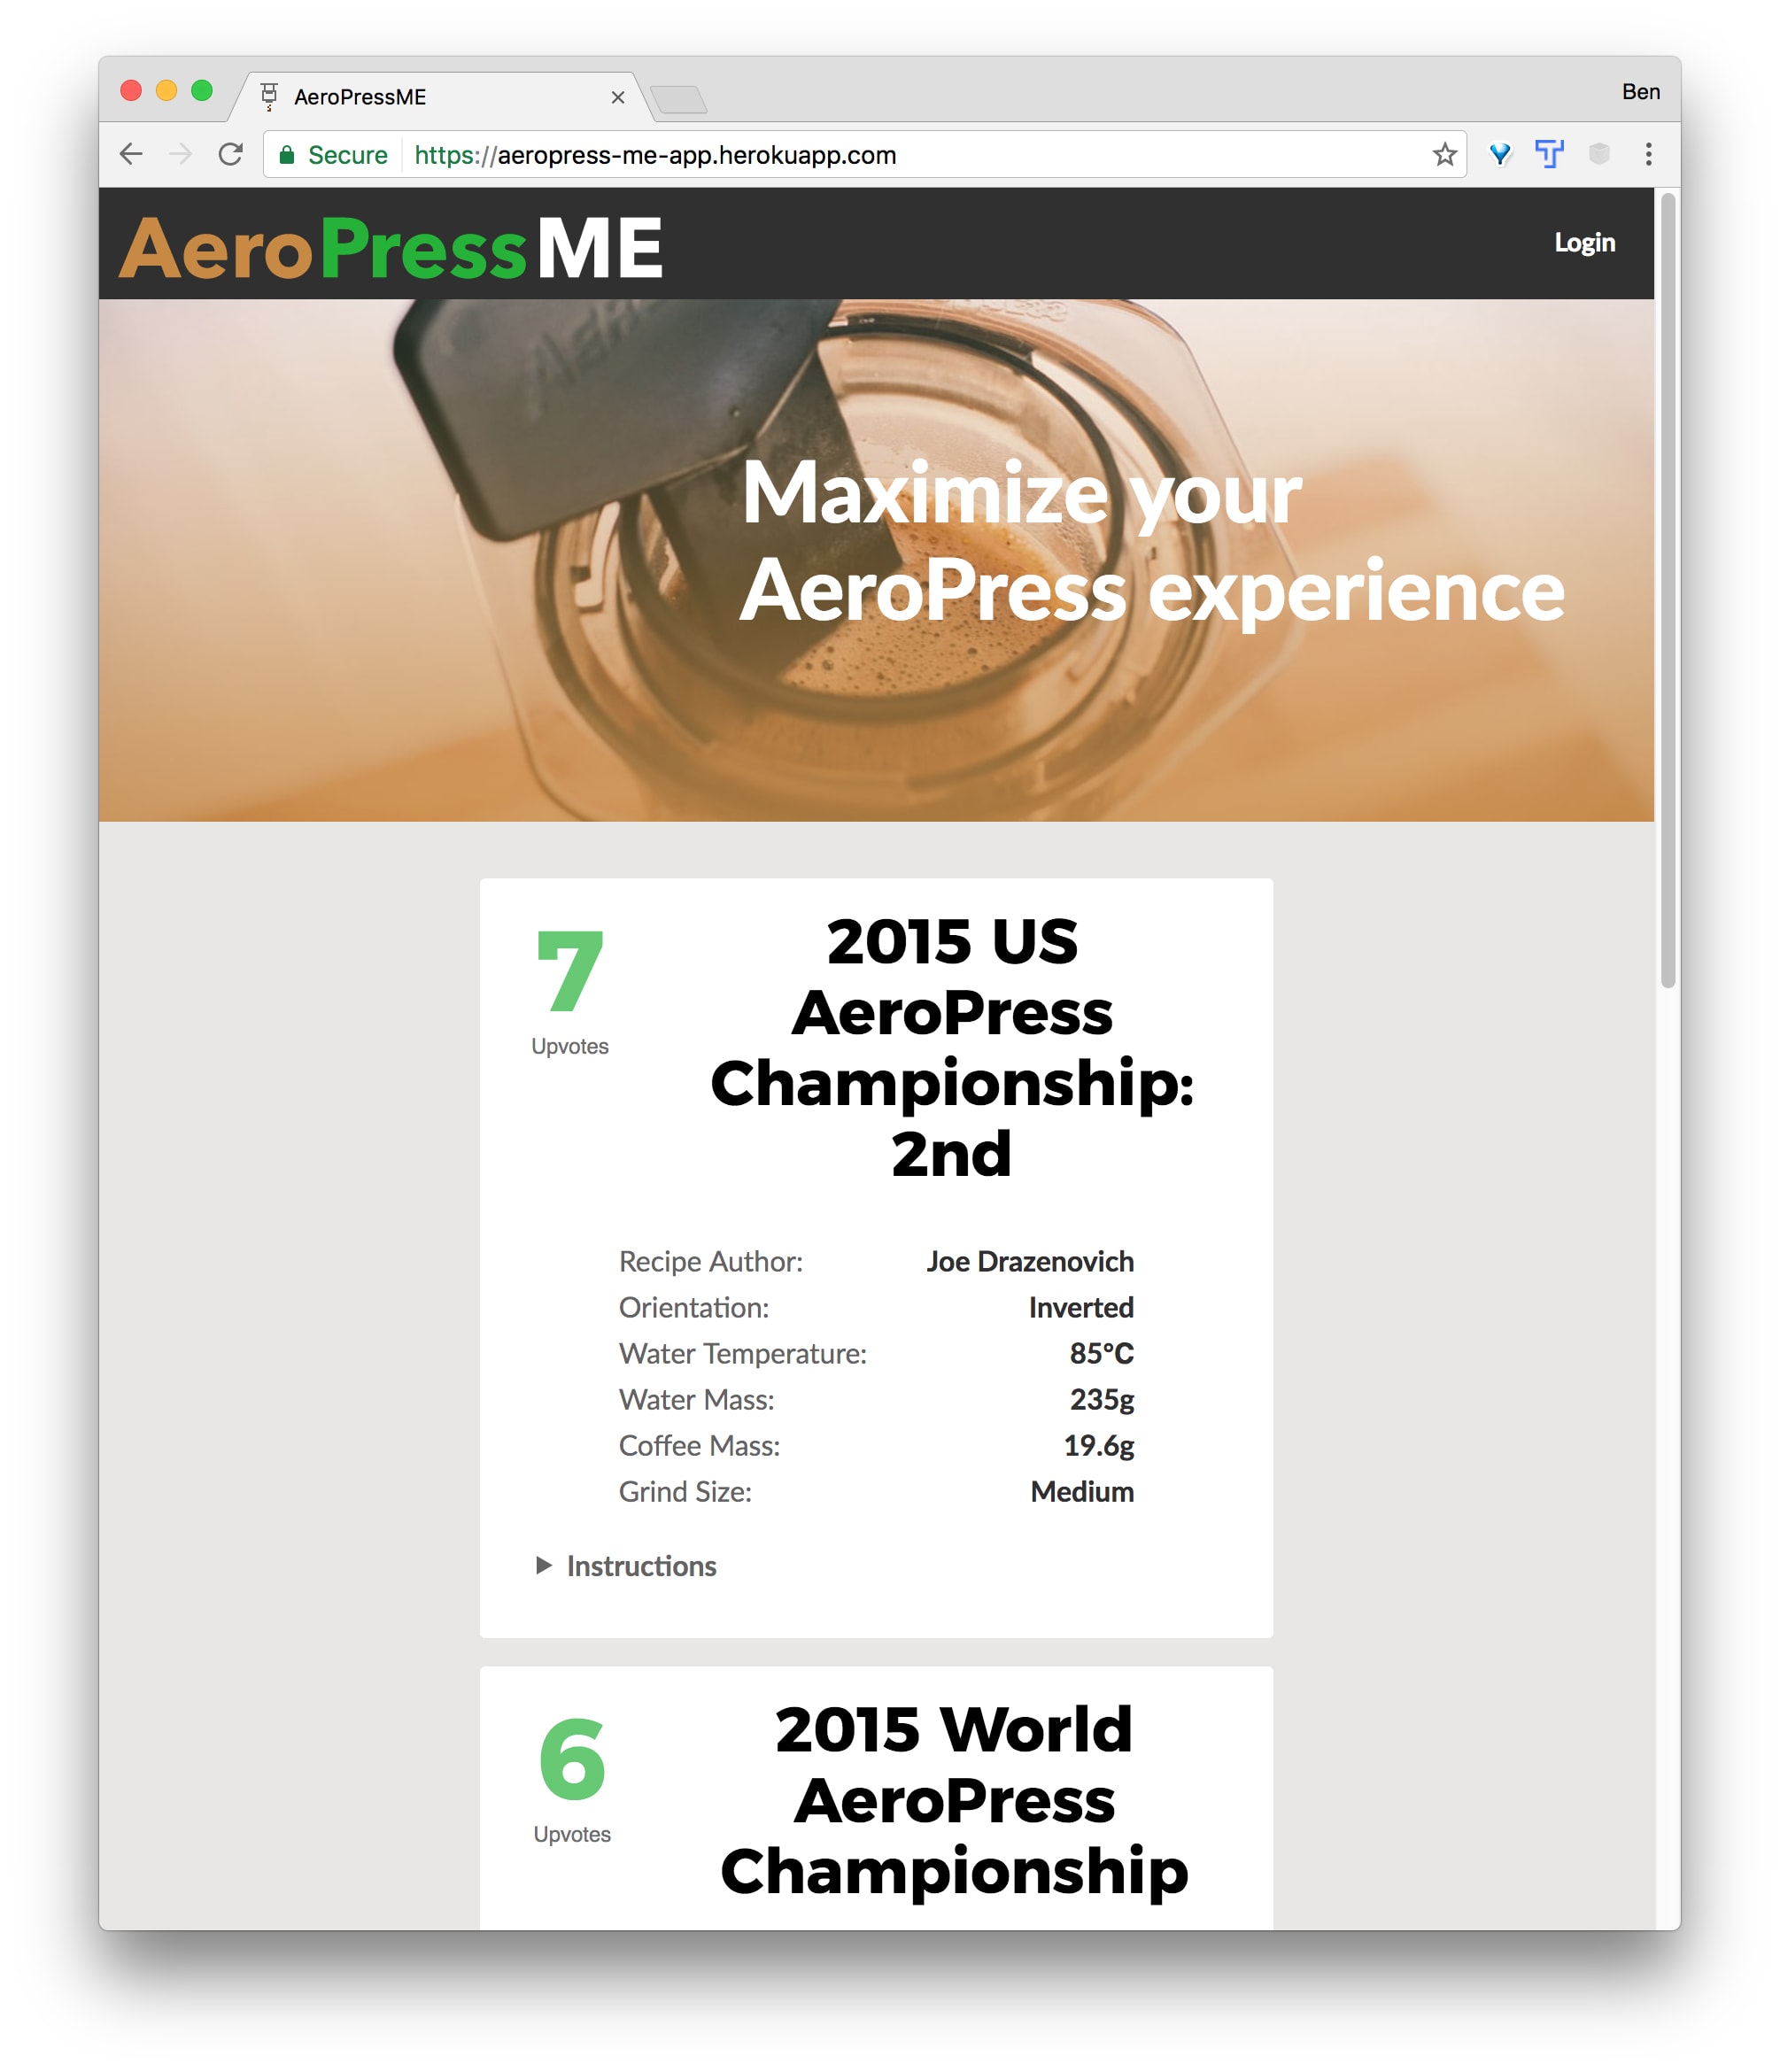 AeroPressME
Ben
Secure https://aeropress-me-app.herokuapp.com
AeroPressME
Login
Maximize your
AeroPress experience
7
Upvotes
2015 US
AeroPress
Championship:
2nd
Recipe Author: Joe Drazenovich
Orientation: Inverted
Water Temperature: 85°C
Water Mass: 235g
Coffee Mass: 19.6g
Grind Size: Medium
Instructions
6
Upvotes
2015 World
AeroPress
Championship